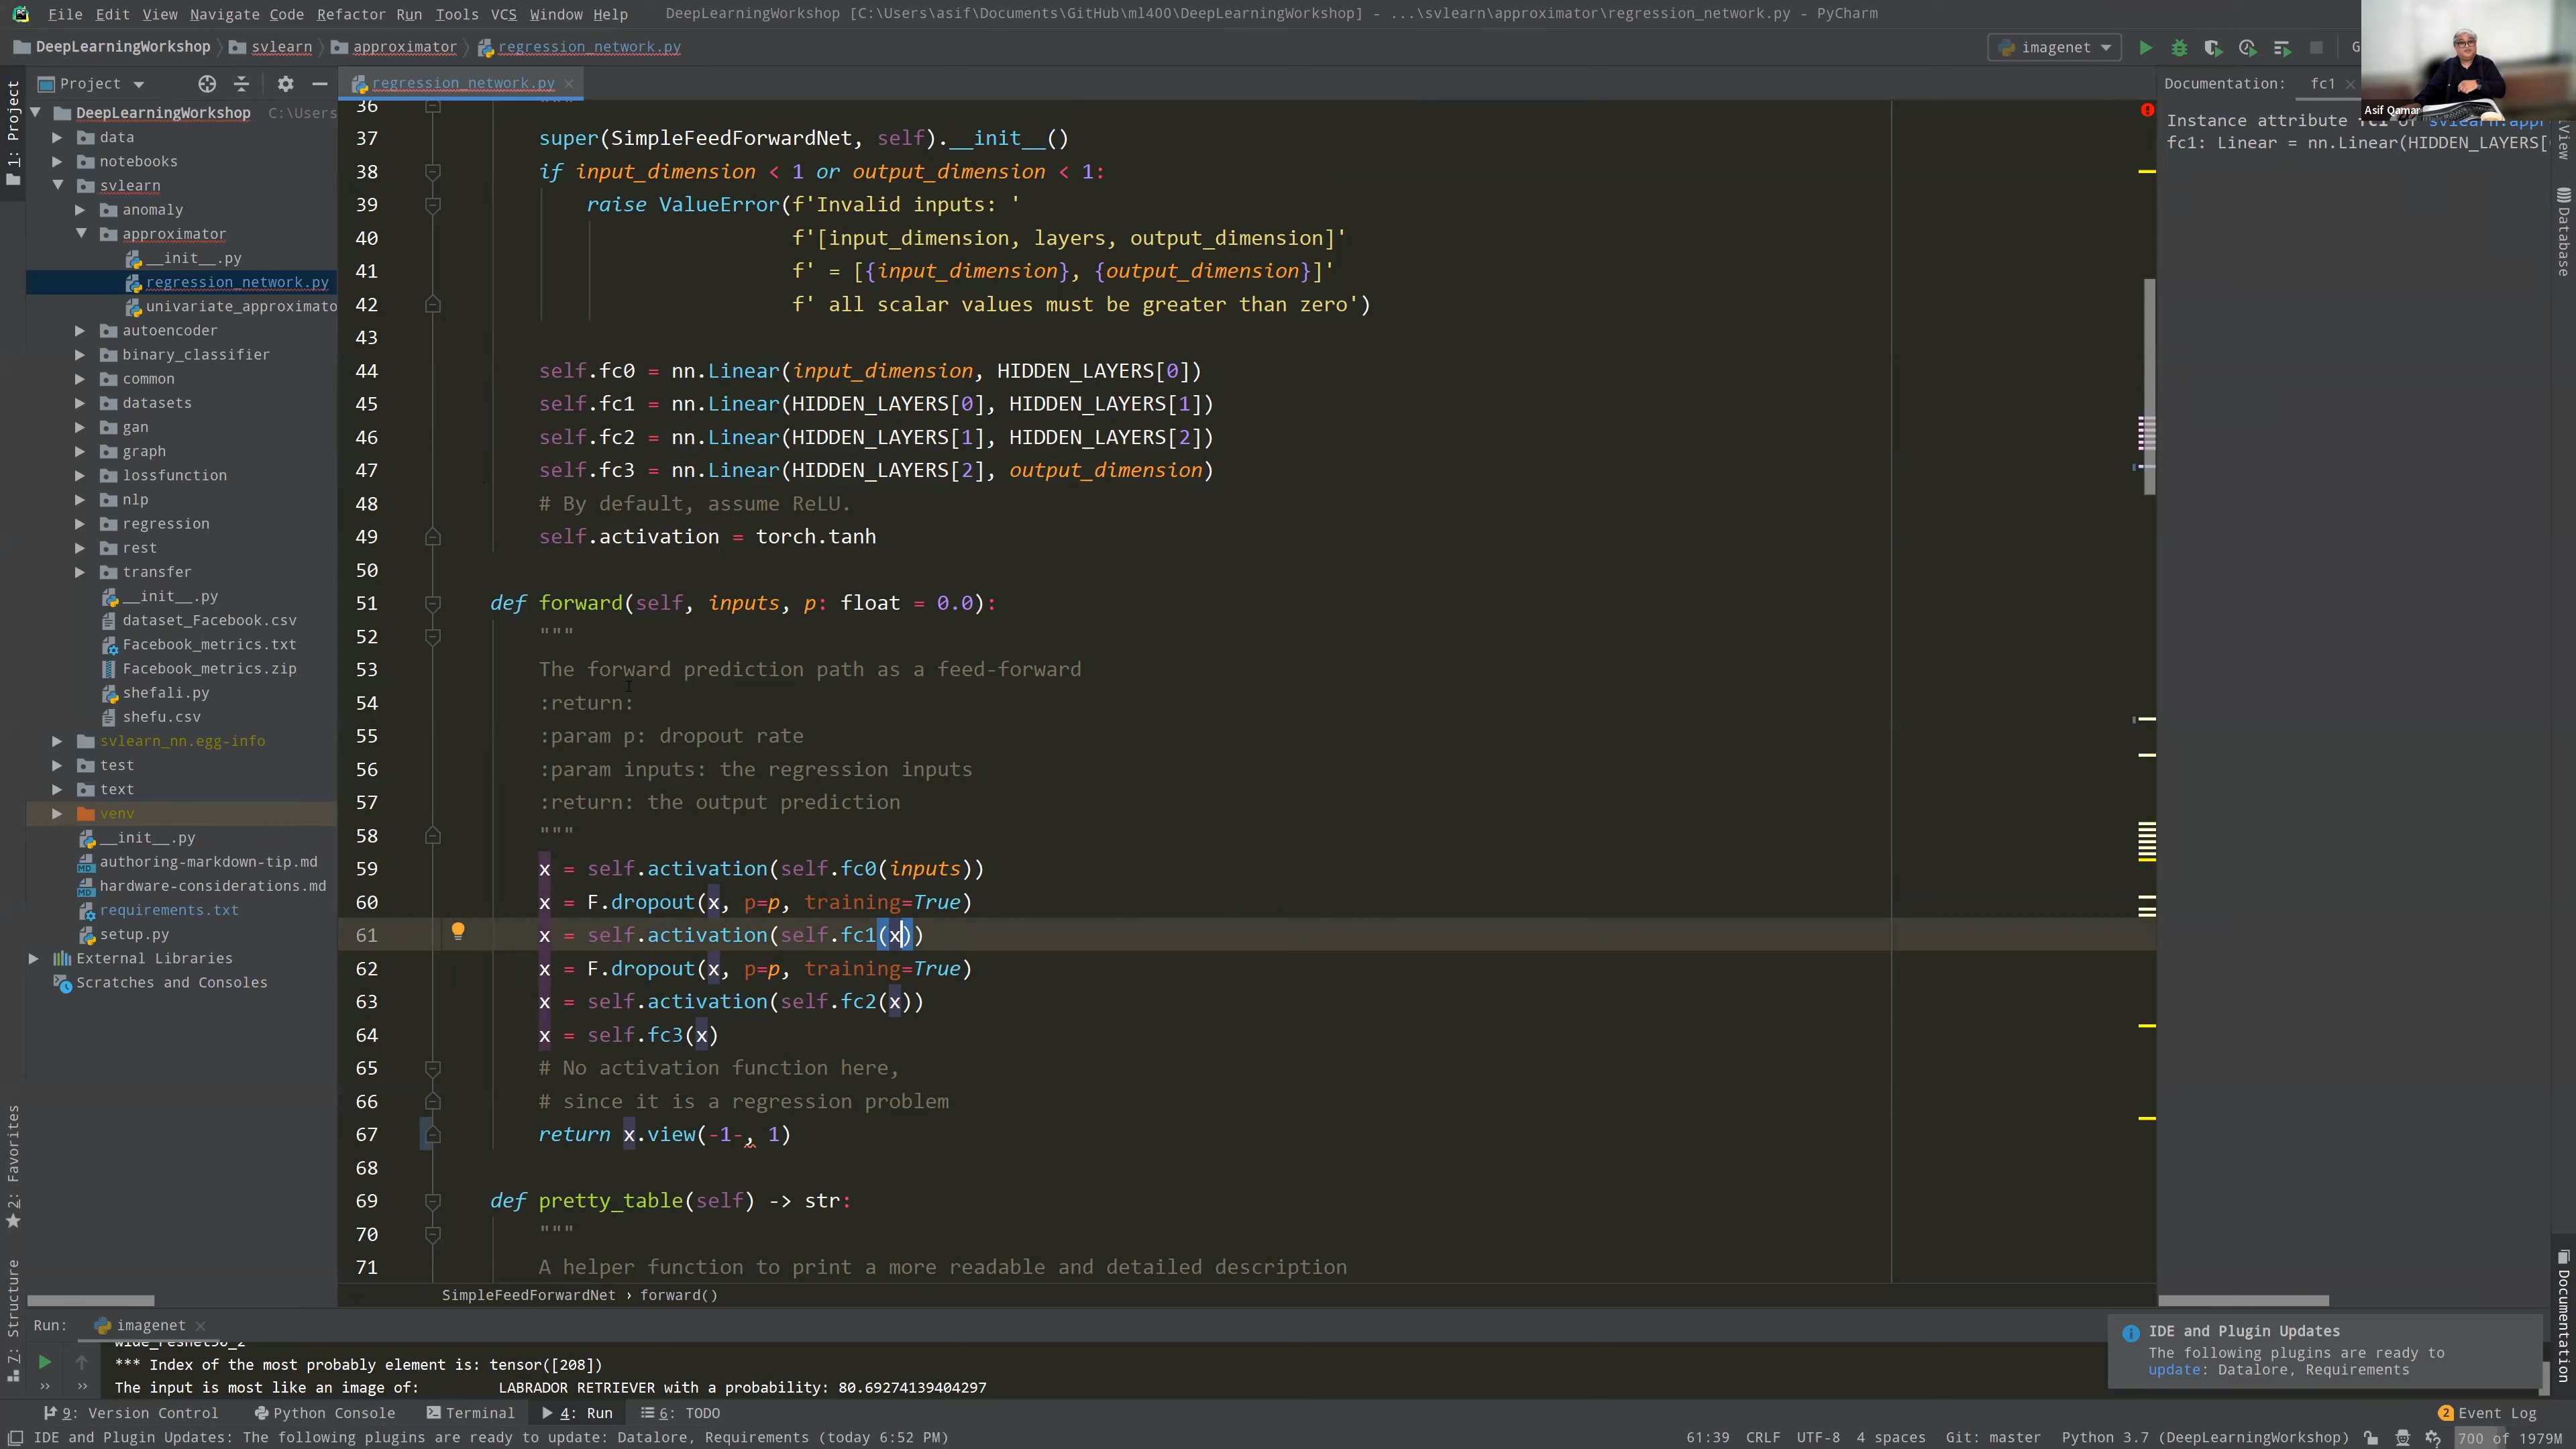 File Edit View Navigate Code Refactor Run Tools VCS Window Help DeepLearningWorkshop [C:\Users\asif\Documents\GitHub\ml400\DeepLearningWorkshop] - ...\svlearn\approximator\regression_network.py - PyCharm
DeepLearningWorkshop svlearn approximator regression_network.py imagenet
Project
regression_network.py
Documentation: fc1
Asif Qamar
1: Project
DeepLearningWorkshop C:\Users
data
notebooks
svlearn
anomaly
approximator
__init__.py
regression_network.py
univariate_approximato
autoencoder
binary_classifier
common
datasets
gan
graph
lossfunction
nlp
regression
rest
transfer
__init__.py
dataset_Facebook.csv
Facebook_metrics.txt
Facebook_metrics.zip
shefali.py
shefu.csv
svlearn_nn.egg-info
test
text
venv
__init__.py
authoring-markdown-tip.md
hardware-considerations.md
requirements.txt
setup.py
External Libraries
Scratches and Consoles
2: Favorites
7: Structure
36 """
37 super(SimpleFeedForwardNet, self).__init__()
38 if input_dimension < 1 or output_dimension < 1:
39 raise ValueError(f'Invalid inputs: '
40 f'[input_dimension, layers, output_dimension]'
41 f' = [{input_dimension}, {output_dimension}]'
42 f' all scalar values must be greater than zero')
43
44 self.fc0 = nn.Linear(input_dimension, HIDDEN_LAYERS[0])
45 self.fc1 = nn.Linear(HIDDEN_LAYERS[0], HIDDEN_LAYERS[1])
46 self.fc2 = nn.Linear(HIDDEN_LAYERS[1], HIDDEN_LAYERS[2])
47 self.fc3 = nn.Linear(HIDDEN_LAYERS[2], output_dimension)
48 # By default, assume ReLU.
49 self.activation = torch.tanh
50
51 def forward(self, inputs, p: float = 0.0):
52 """
53 The forward prediction path as a feed-forward
54 :return:
55 :param p: dropout rate
56 :param inputs: the regression inputs
57 :return: the output prediction
58 """
59 x = self.activation(self.fc0(inputs))
60 x = F.dropout(x, p=p, training=True)
61 x = self.activation(self.fc1(x))
62 x = F.dropout(x, p=p, training=True)
63 x = self.activation(self.fc2(x))
64 x = self.fc3(x)
65 # No activation function here,
66 # since it is a regression problem
67 return x.view(-1-, 1)
68
69 def pretty_table(self) -> str:
70 """
71 A helper function to print a more readable and detailed description
SimpleFeedForwardNet › forward()
Instance attribute
fc1: Linear = nn.Linear(HIDDEN_LAYERS[
Database
Documentation
Run: imagenet
*** Index of the most probably element is: tensor([208])
The input is most like an image of: LABRADOR RETRIEVER with a probability: 80.69274139404297
IDE and Plugin Updates
The following plugins are ready to
update: Datalore, Requirements
9: Version Control Python Console Terminal 4: Run 6: TODO 2 Event Log
IDE and Plugin Updates: The following plugins are ready to update: Datalore, Requirements (today 6:52 PM) 61:39 CRLF UTF-8 4 spaces Git: master Python 3.7 (DeepLearningWorkshop) 700 of 1979M